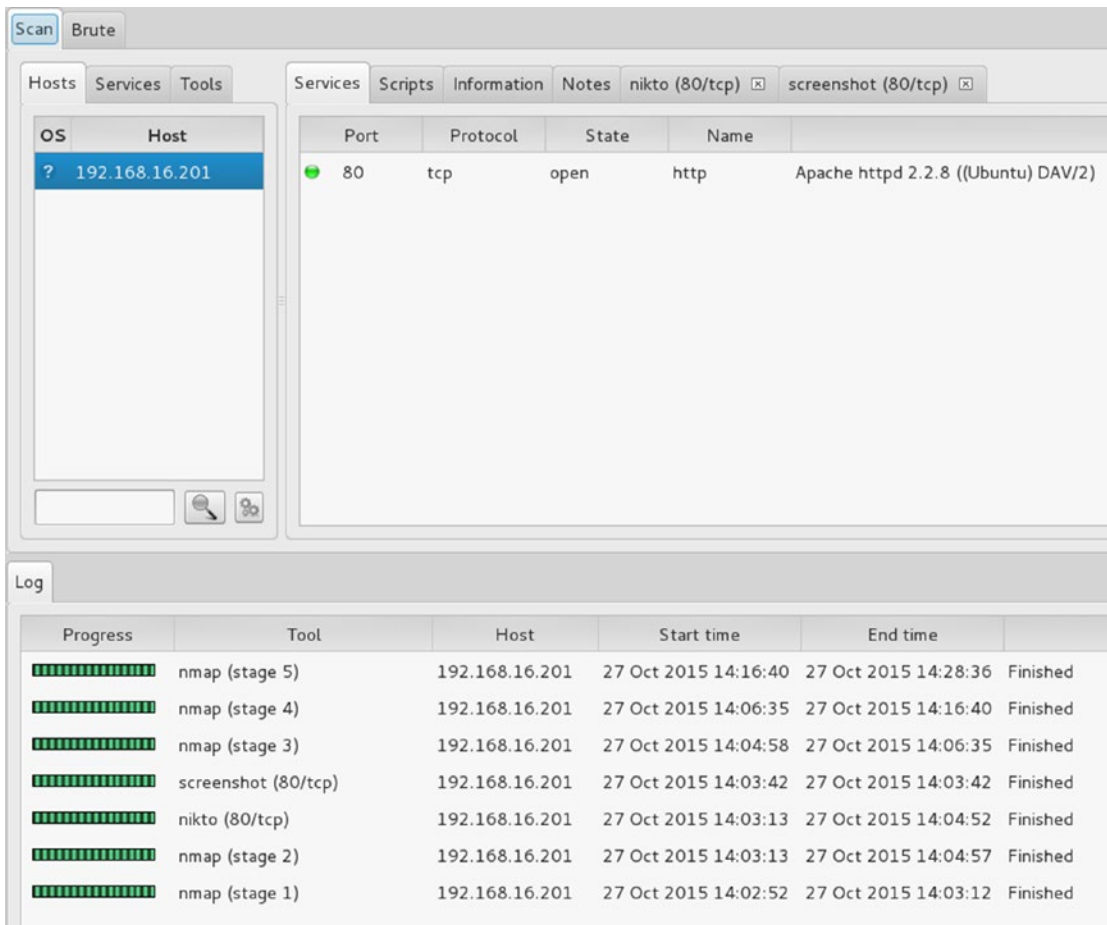 Scan Brute
Hosts Services Tools
Services Scripts Information Notes nikto (80/tcp) screenshot (80/tcp)
OS Host
? 192.168.16.201
Port Protocol State Name
80 tcp open http Apache httpd 2.2.8 ((Ubuntu) DAV/2)
Log
Progress Tool Host Start time End time
nmap (stage 5) 192.168.16.201 27 Oct 2015 14:16:40 27 Oct 2015 14:28:36 Finished
nmap (stage 4) 192.168.16.201 27 Oct 2015 14:06:35 27 Oct 2015 14:16:40 Finished
nmap (stage 3) 192.168.16.201 27 Oct 2015 14:04:58 27 Oct 2015 14:06:35 Finished
screenshot (80/tcp) 192.168.16.201 27 Oct 2015 14:03:42 27 Oct 2015 14:03:42 Finished
nikto (80/tcp) 192.168.16.201 27 Oct 2015 14:03:13 27 Oct 2015 14:04:52 Finished
nmap (stage 2) 192.168.16.201 27 Oct 2015 14:03:13 27 Oct 2015 14:04:57 Finished
nmap (stage 1) 192.168.16.201 27 Oct 2015 14:02:52 27 Oct 2015 14:03:12 Finished